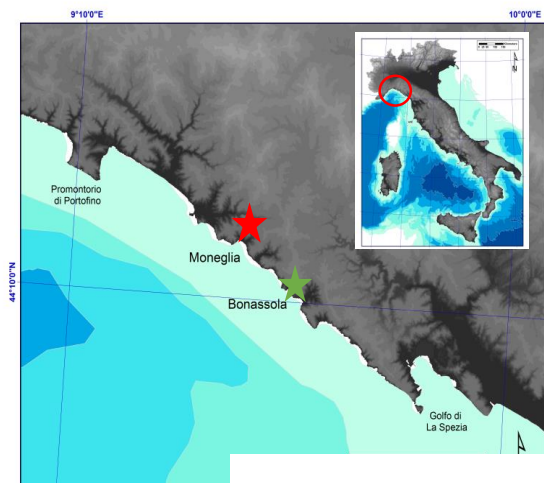 9°10'0"E
10°0'0"E
N
Promontorio
di Portofino
Moneglia
44°10'0"N
Bonassola
Golfo di
La Spezia